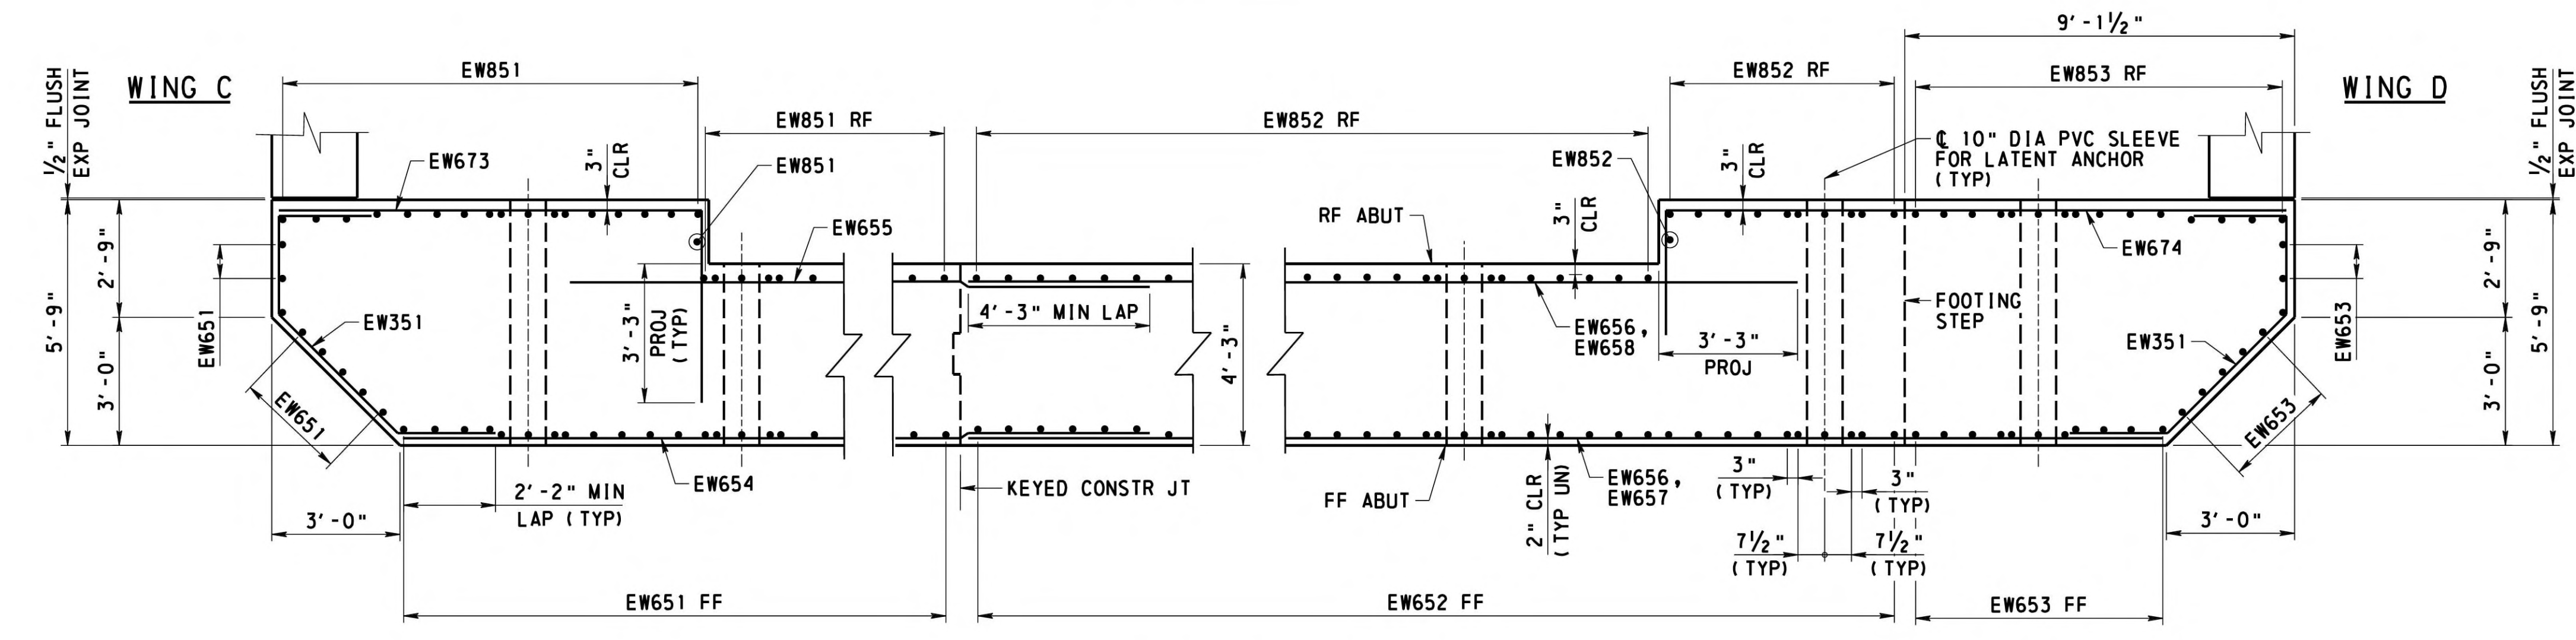 9'-1½"
EW851
EW852 RF
EW853 RF
WING C
WING D
½" FLUSH
EXP JOINT
½" FLUSH
EXP JOINT
EW851 RF
EW852 RF
℄ 10" DIA PVC SLEEVE
FOR LATENT ANCHOR
(TYP)
EW673
3"
CLR
EW851
EW852
3"
CLR
EW655
RF ABUT
3"
CLR
EW674
2'-9"
2'-9"
5'-9"
EW651
EW351
3'-3"
PROJ
(TYP)
4'-3" MIN LAP
4'-3"
EW656,
EW658
3'-3"
PROJ
FOOTING
STEP
EW351
EW653
5'-9"
3'-0"
3'-0"
EW651
EW653
2'-2" MIN
LAP (TYP)
EW654
KEYED CONSTR JT
FF ABUT
2" CLR
(TYP UN)
EW656,
EW657
3"
(TYP)
3"
(TYP)
3'-0"
3'-0"
7½"
(TYP)
7½"
(TYP)
EW651 FF
EW652 FF
EW653 FF